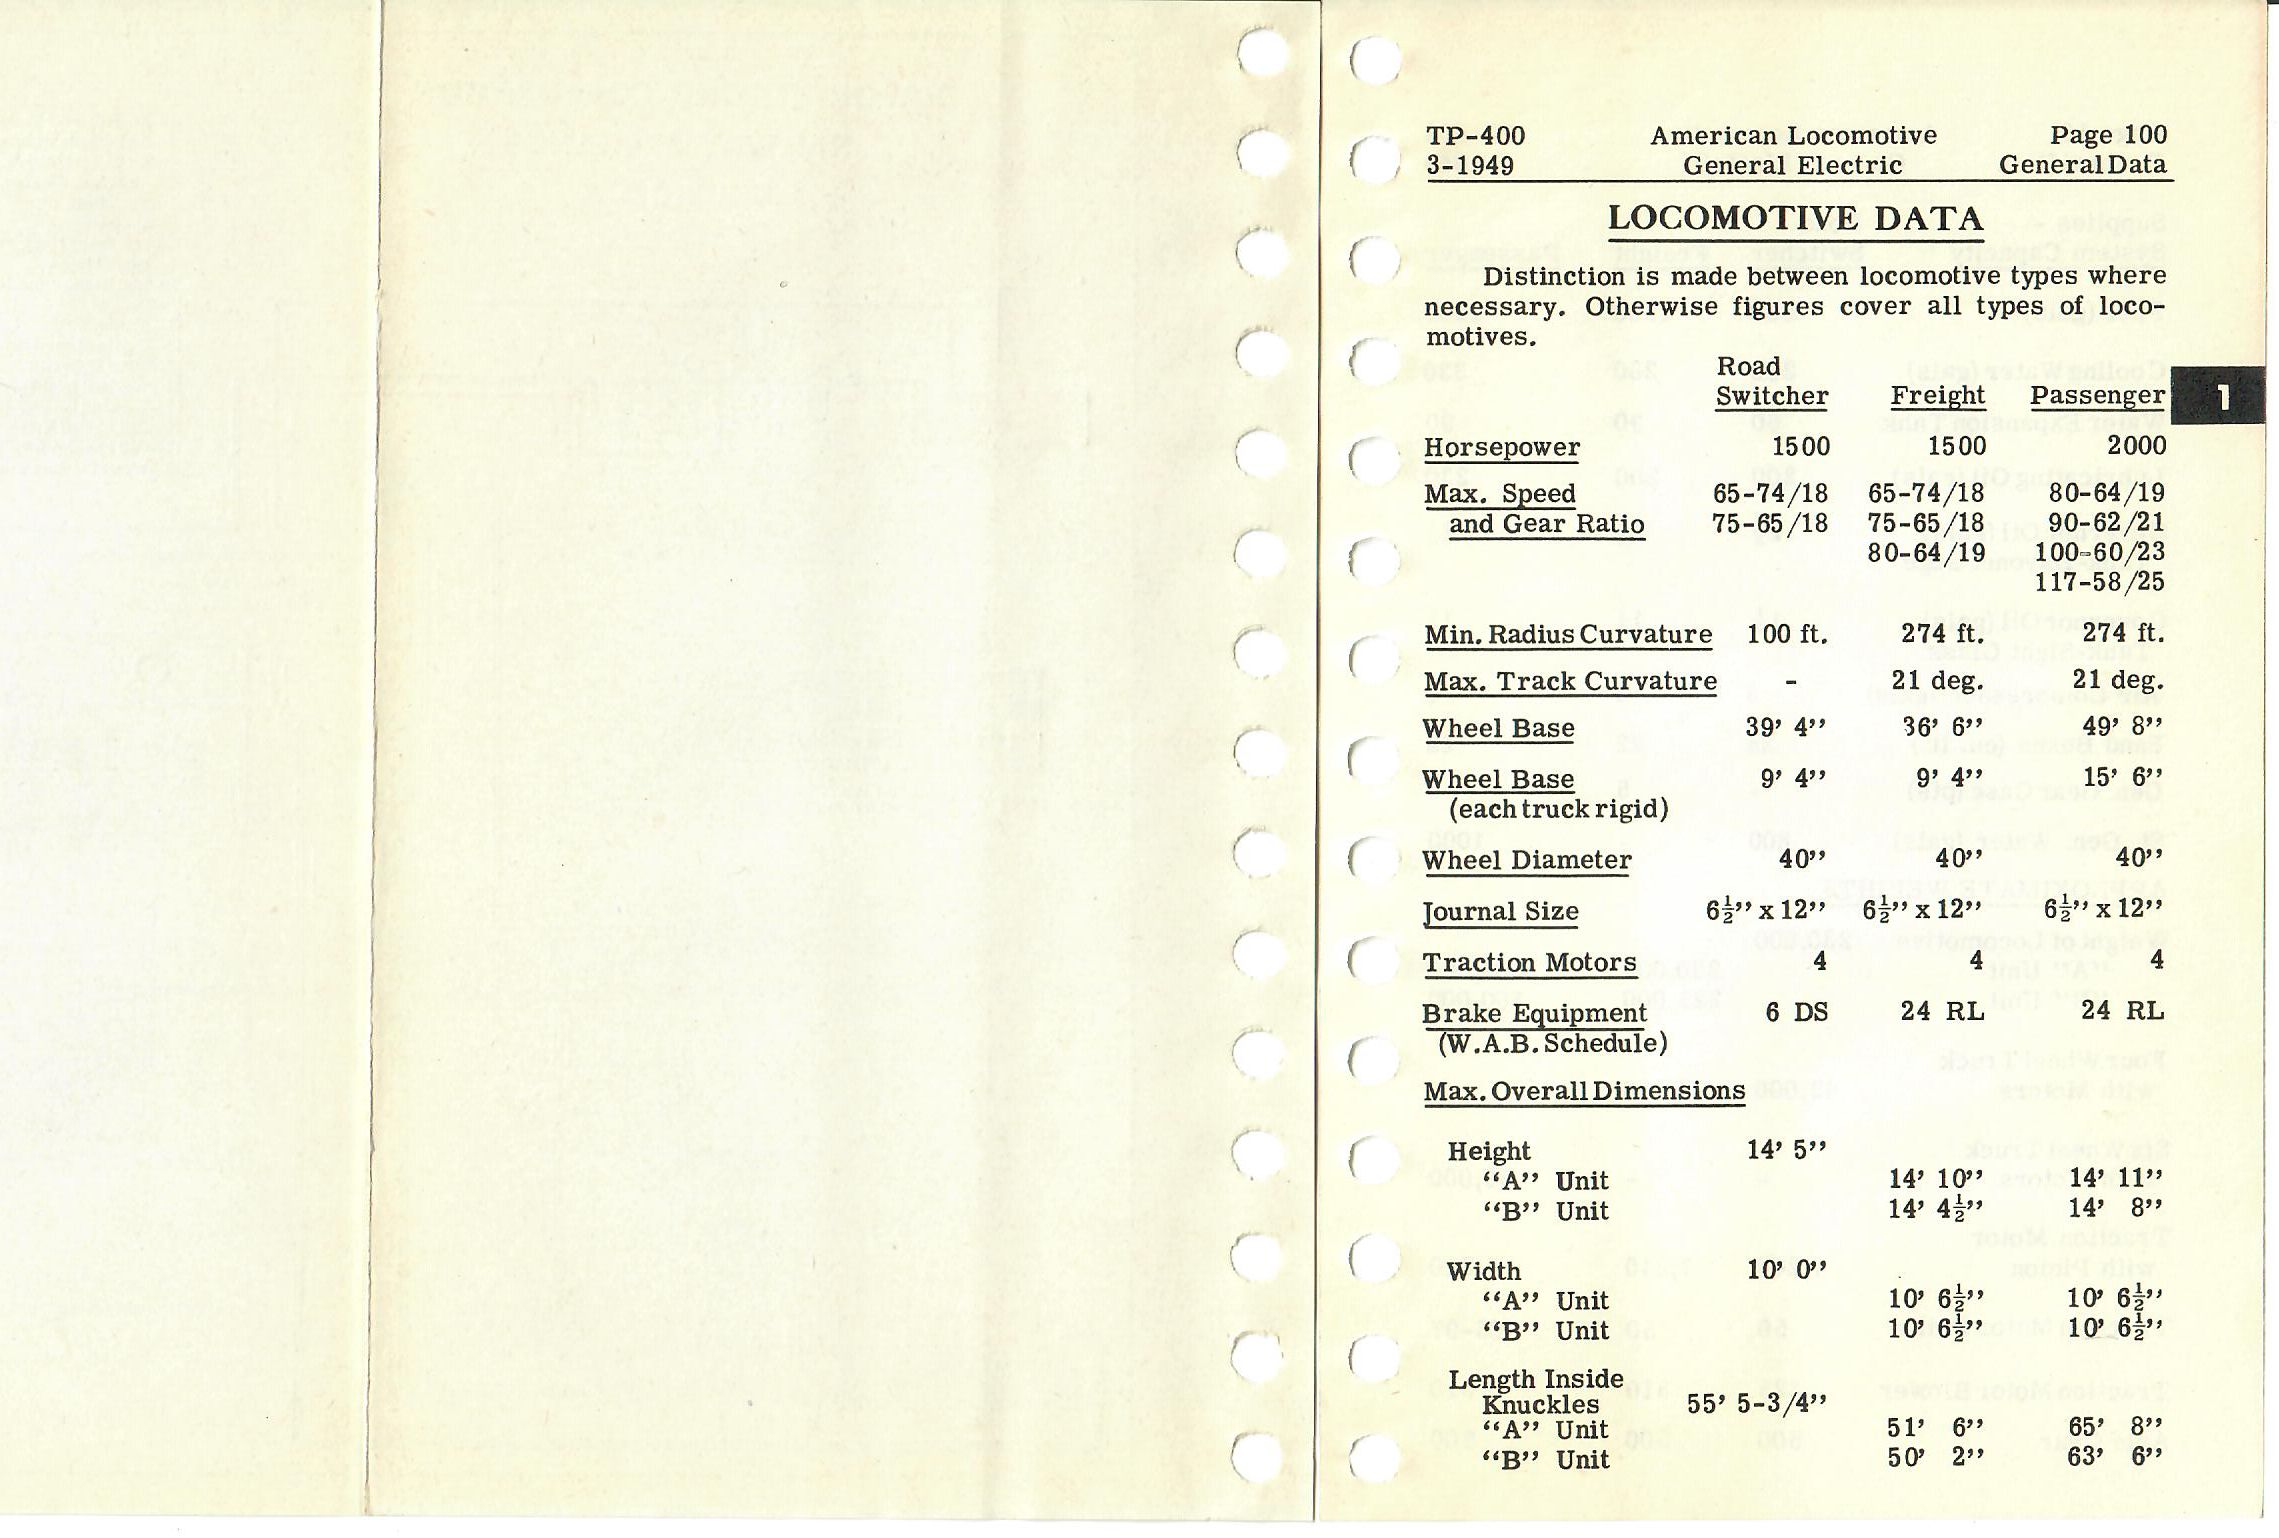 TP-400 American Locomotive Page 100
3-1949 General Electric General Data
LOCOMOTIVE DATA
Distinction is made between locomotive types where
necessary. Otherwise figures cover all types of loco-
motives.
Road
Switcher Freight Passenger
1
Horsepower 1500 1500 2000
Max. Speed 65-74/18 65-74/18 80-64/19
and Gear Ratio 75-65/18 75-65/18 90-62/21
80-64/19 100-60/23
117-58/25
Min. Radius Curvature 100 ft. 274 ft. 274 ft.
Max. Track Curvature - 21 deg. 21 deg.
Wheel Base 39' 4" 36' 6" 49' 8"
Wheel Base 9' 4" 9' 4" 15' 6"
(each truck rigid)
Wheel Diameter 40" 40" 40"
Journal Size 6½" x 12" 6½" x 12" 6½" x 12"
Traction Motors 4 4 4
Brake Equipment 6 DS 24 RL 24 RL
(W.A.B. Schedule)
Max. Overall Dimensions
Height 14' 5"
"A" Unit 14' 10" 14' 11"
"B" Unit 14' 4½" 14' 8"
Width 10' 0"
"A" Unit 10' 6½" 10' 6½"
"B" Unit 10' 6½" 10' 6½"
Length Inside
Knuckles 55' 5-3/4"
"A" Unit 51' 6" 65' 8"
"B" Unit 50' 2" 63' 6"